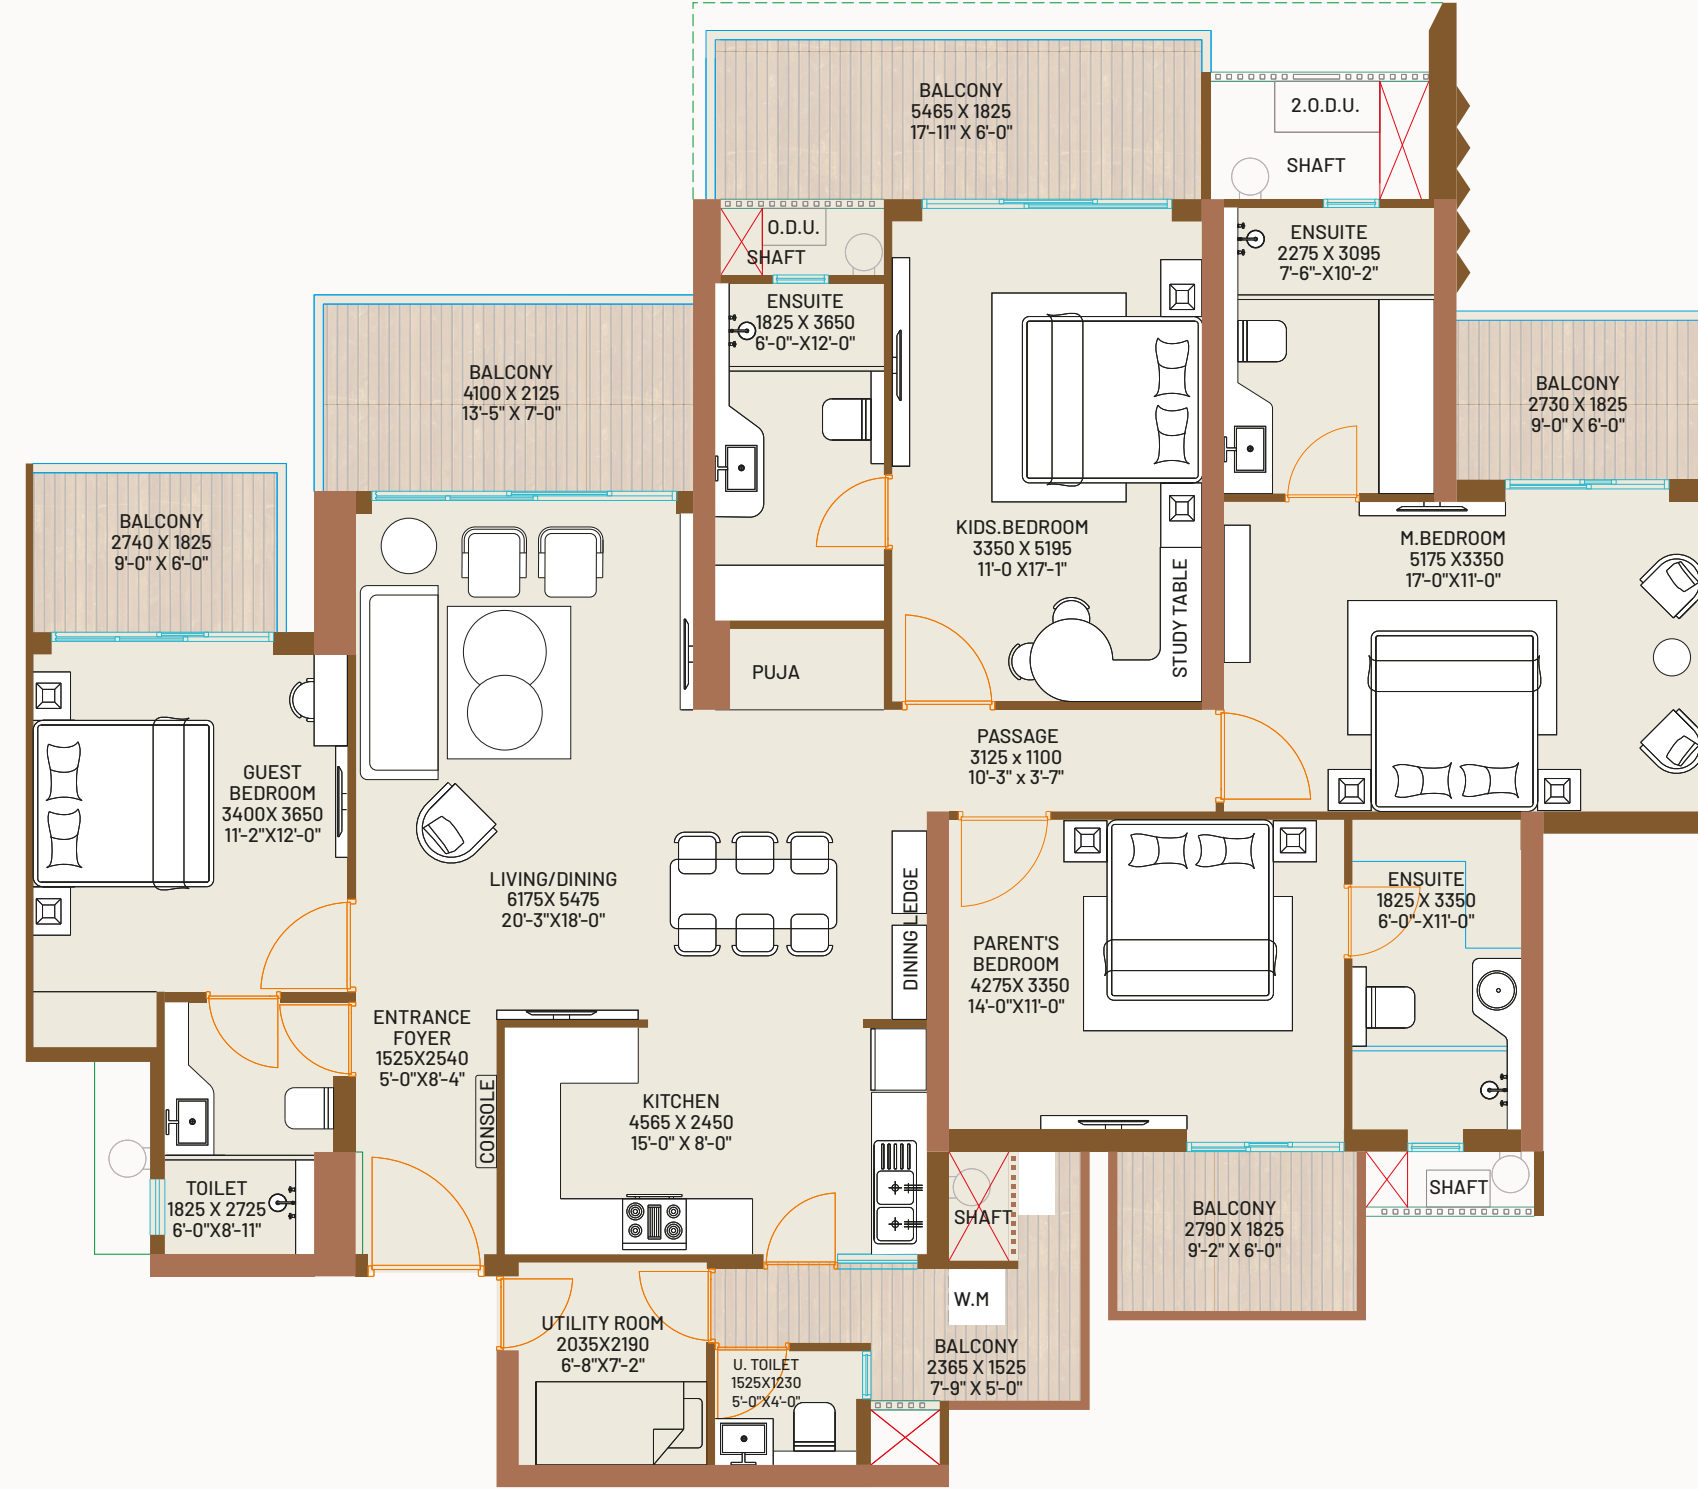 BALCONY
5465 X 1825
17'-11" X 6'-0"
2.O.D.U.
SHAFT
O.D.U.
SHAFT
ENSUITE
2275 X 3095
7'-6"-X10'-2"
ENSUITE
1825 X 3650
6'-0"-X12'-0"
BALCONY
4100 X 2125
13'-5" X 7'-0"
BALCONY
2730 X 1825
9'-0" X 6'-0"
BALCONY
2740 X 1825
9'-0" X 6'-0"
KIDS.BEDROOM
3350 X 5195
11'-0 X17'-1"
STUDY TABLE
M.BEDROOM
5175 X3350
17'-0"X11'-0"
PUJA
PASSAGE
3125 x 1100
10'-3" x 3'-7"
GUEST
BEDROOM
3400X 3650
11'-2"X12'-0"
LIVING/DINING
6175X 5475
20'-3"X18'-0"
DINING LEDGE
PARENT'S
BEDROOM
4275X 3350
14'-0"X11'-0"
ENSUITE
1825 X 3350
6'-0"-X11'-0"
ENTRANCE
FOYER
1525X2540
5'-0"X8'-4"
CONSOLE
KITCHEN
4565 X 2450
15'-0" X 8'-0"
TOILET
1825 X 2725
6'-0"X8'-11"
SHAFT
BALCONY
2790 X 1825
9'-2" X 6'-0"
SHAFT
W.M
UTILITY ROOM
2035X2190
6'-8"X7'-2"
U. TOILET
1525X1230
5'-0"X4'-0"
BALCONY
2365 X 1525
7'-9" X 5'-0"